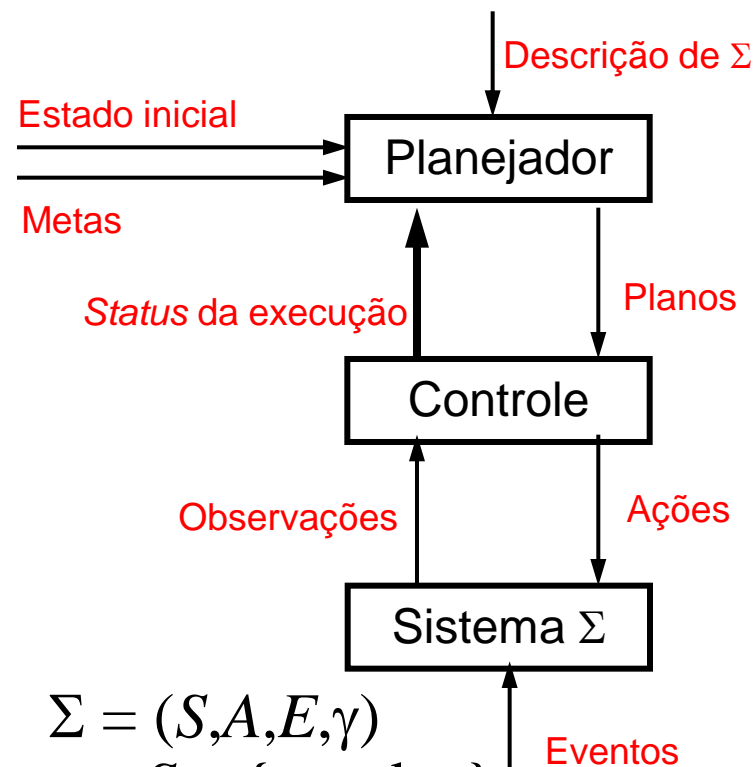 Descrição de Σ
Estado inicial
Planejador
Metas
Status da execução
Planos
Controle
Observações
Ações
Sistema Σ
Σ = (S,A,E,γ)
Eventos